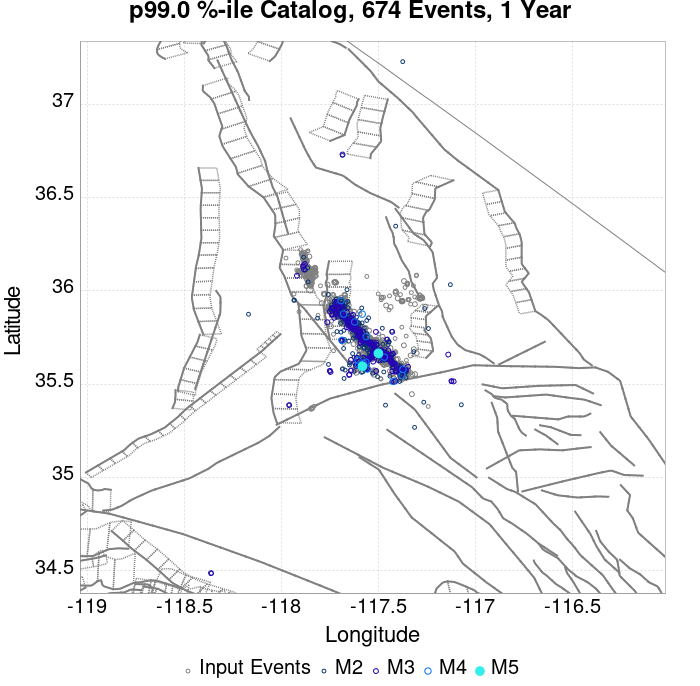 p99.0 %-ile Catalog, 674 Events, 1 Year
Latitude
37
36.5
36
35.5
35
34.5
-119 -118.5 -118 -117.5 -117 -116.5
Longitude
Input Events M2 M3 M4 M5